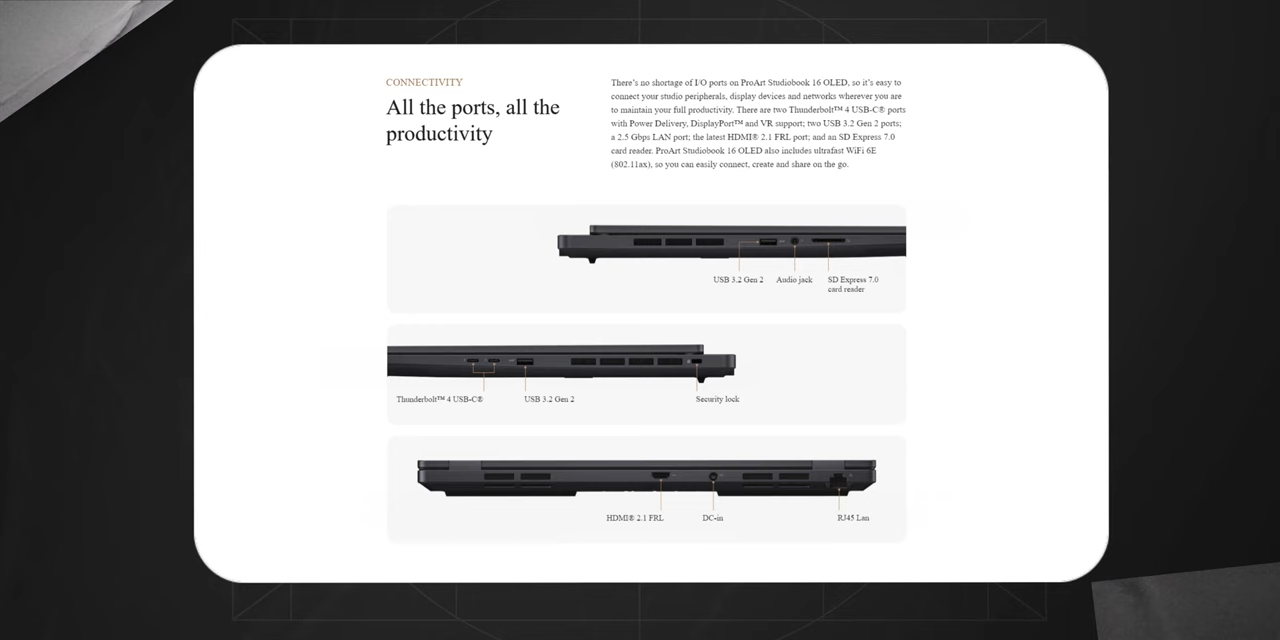 CONNECTIVITY
All the ports, all the
productivity
There's no shortage of I/O ports on ProArt Studiobook 16 OLED, so it's easy to
connect your studio peripherals, display devices and networks wherever you are
to maintain your full productivity. There are two Thunderbolt™ 4 USB-C® ports
with Power Delivery, DisplayPort™ and VR support; two USB 3.2 Gen 2 ports;
a 2.5 Gbps LAN port; the latest HDMI® 2.1 FRL port; and an SD Express 7.0
card reader. ProArt Studiobook 16 OLED also includes ultrafast WiFi 6E
(802.11ax), so you can easily connect, create and share on the go.
USB 3.2 Gen 2
Audio jack
SD Express 7.0
card reader
Thunderbolt™ 4 USB-C®
USB 3.2 Gen 2
Security lock
HDMI® 2.1 FRL
DC-in
RJ45 Lan